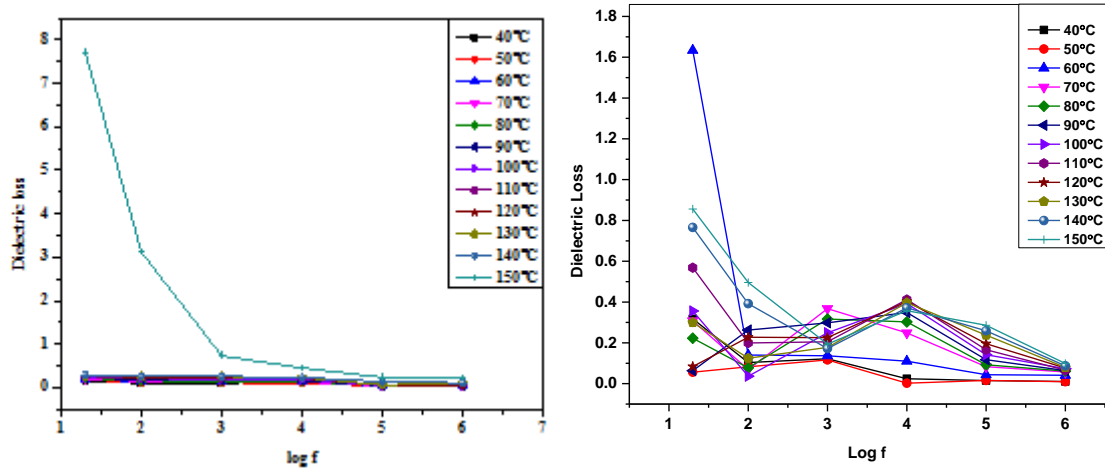 8
7
6
5
4
3
2
1
0
Dielectric loss
1 2 3 4 5 6 7
log f
40°C
50°C
60°C
70°C
80°C
90°C
100°C
110°C
120°C
130°C
140°C
150°C
1.8
1.6
1.4
1.2
1.0
0.8
0.6
0.4
0.2
0.0
Dielectric Loss
1 2 3 4 5 6
Log f
40ºC
50ºC
60ºC
70ºC
80ºC
90ºC
100ºC
110ºC
120ºC
130ºC
140ºC
150ºC